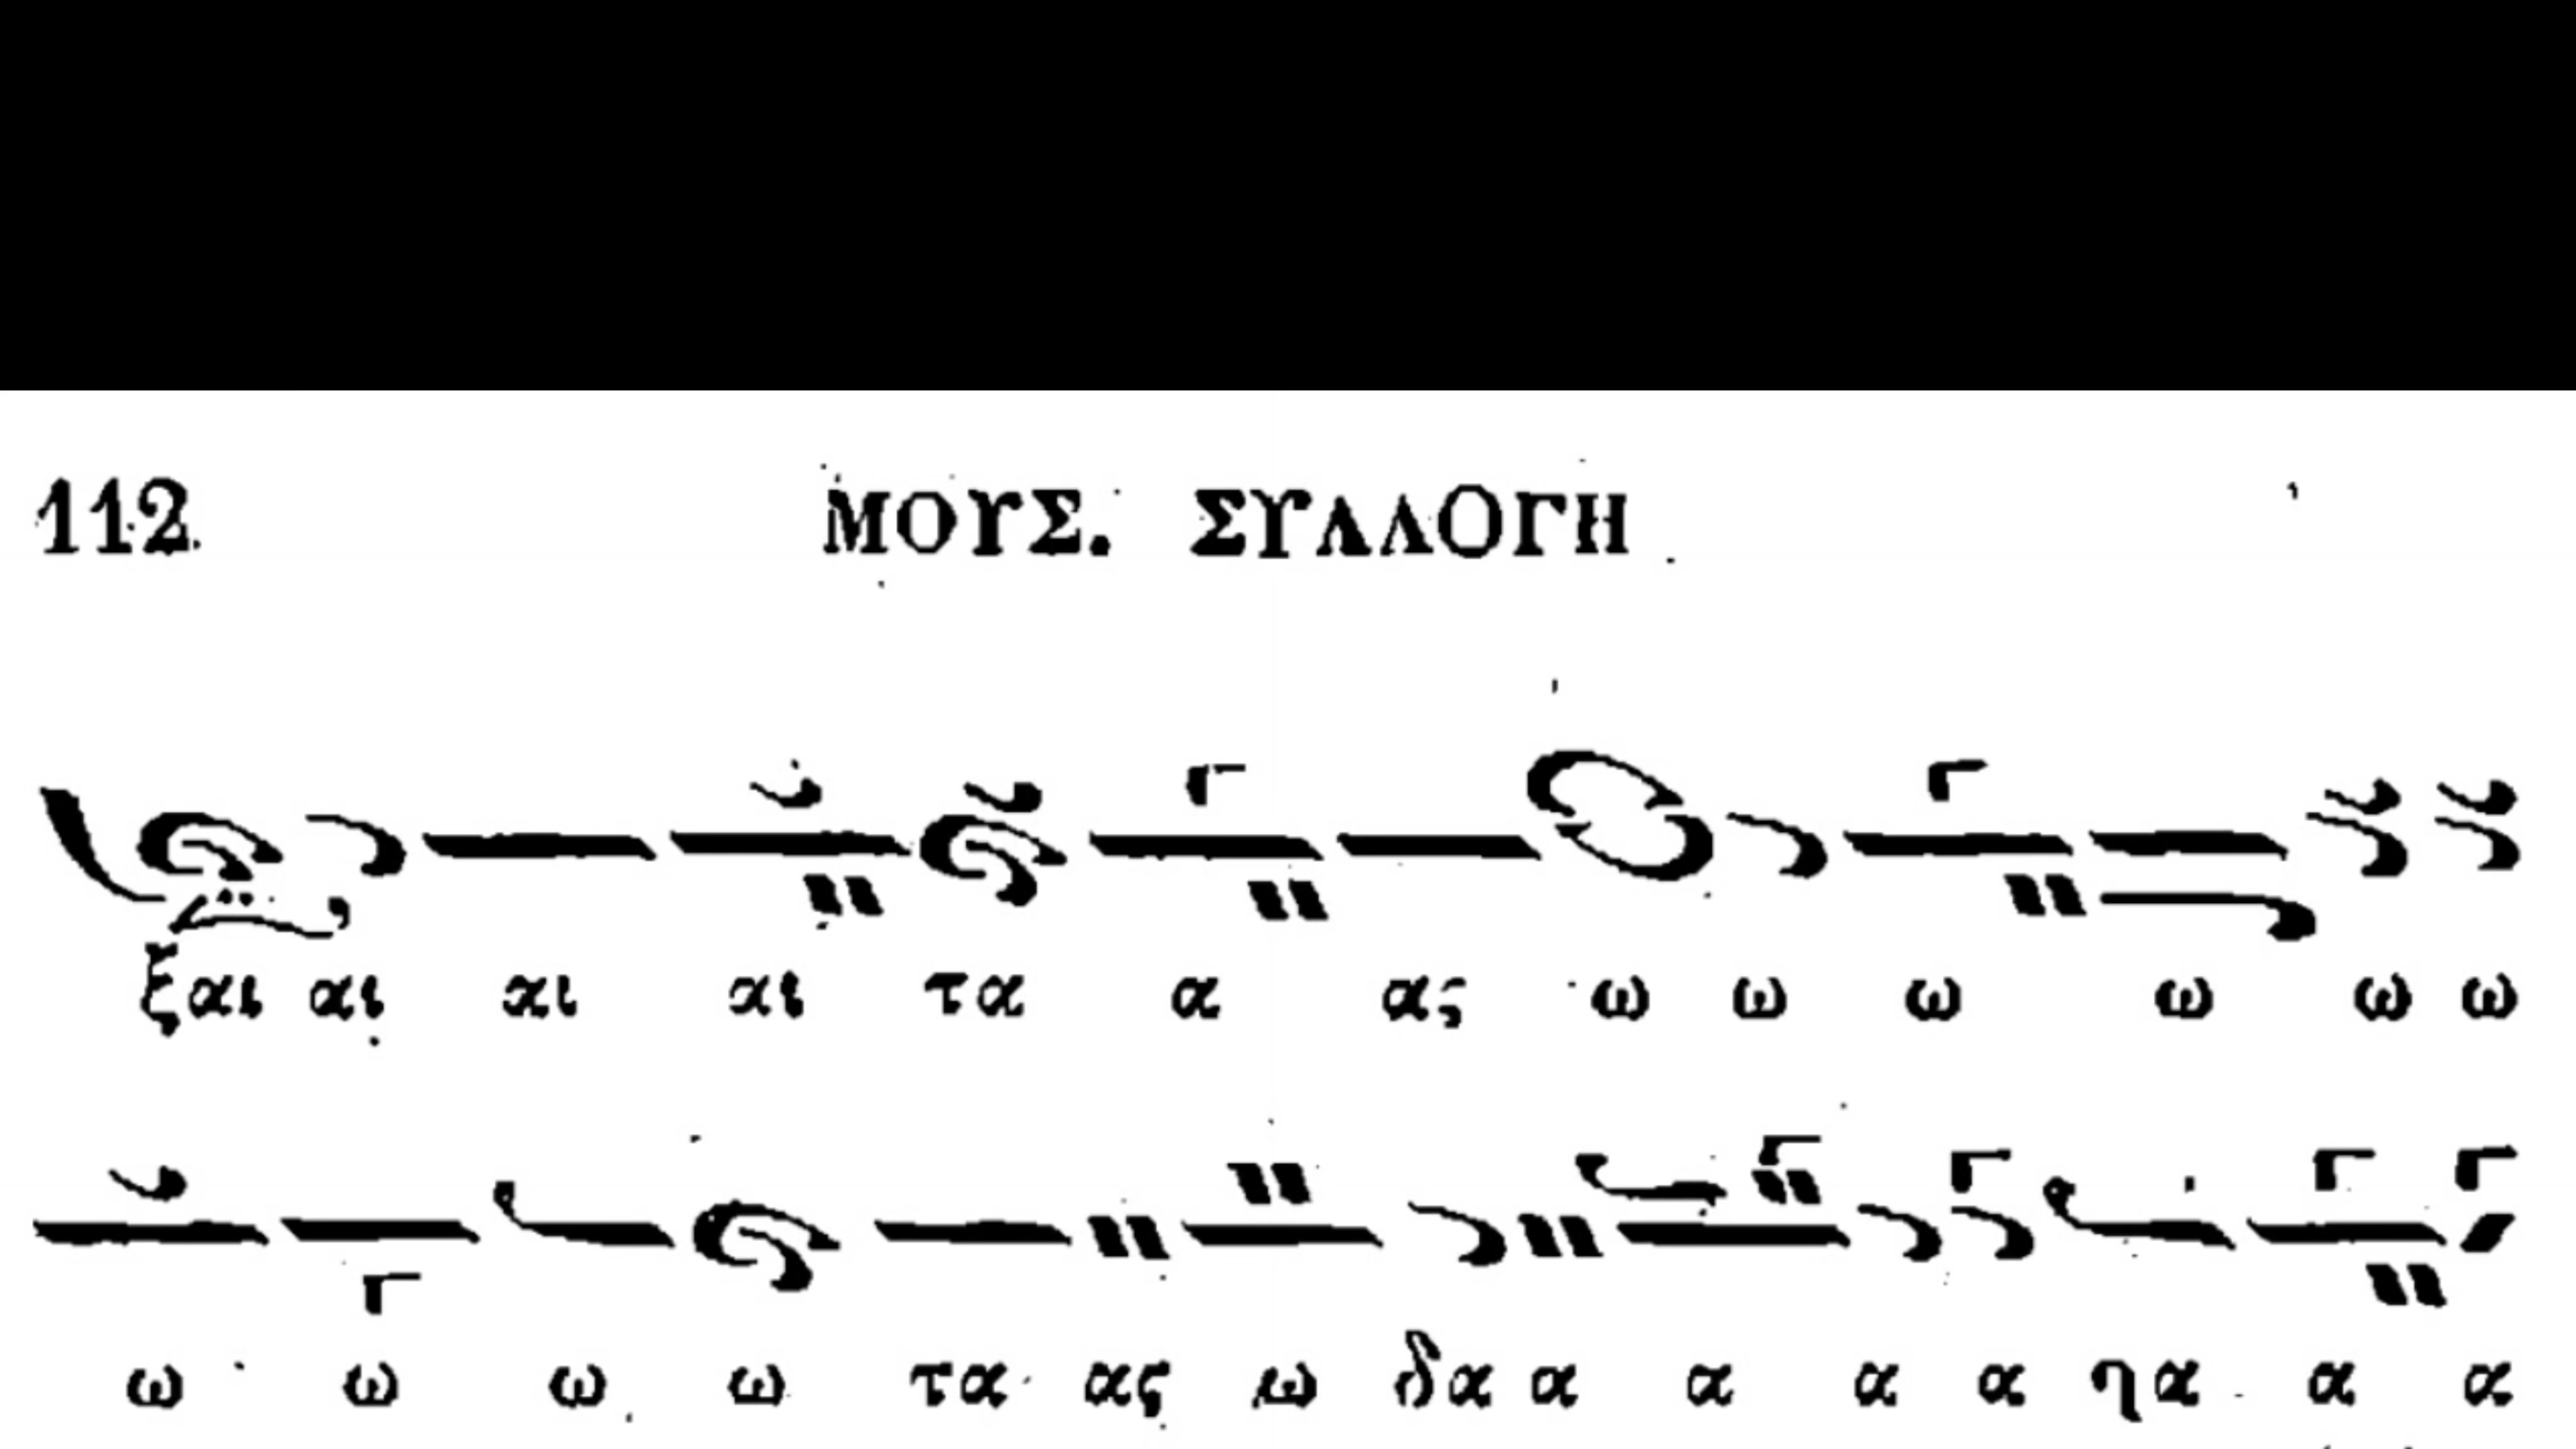 112 ΜΟΥΣ. ΣΥΛΛΟΓΗ
ξαι αι αι αι τα α ας ω ω ω ω ω ω
ω ω ω ω τα ας ω δα α α α α ηα α α